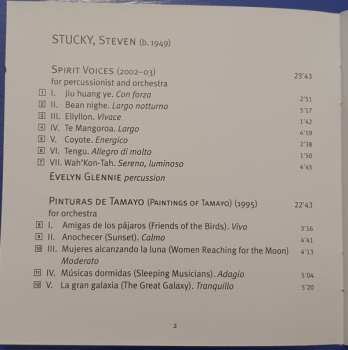 STUCKY, STEVEN (b. 1949)
SPIRIT VOICES (2002–03) 23'43
for percussionist and orchestra
1 I. Jiu huang ye. Con forza 2'51
2 II. Bean nighe. Largo notturno 5'17
3 III. Ellyllon. Vivace 1'42
4 IV. Te Mangoroa. Largo 4'19
5 V. Coyote. Energico 2'38
6 VI. Tengu. Allegro di molto 1'50
7 VII. Wah'Kon-Tah. Sereno, luminoso 4'45
EVELYN GLENNIE percussion
PINTURAS DE TAMAYO (PAINTINGS OF TAMAYO) (1995) 22'43
for orchestra
8 I. Amigas de los pájaros (Friends of the Birds). Vivo 3'16
9 II. Anochecer (Sunset). Calmo 4'41
10 III. Mujeres alcanzando la luna (Women Reaching for the Moon) 4'13
Moderato
11 IV. Músicas dormidas (Sleeping Musicians). Adagio 5'04
12 V. La gran galaxia (The Great Galaxy). Tranquillo 5'20
2